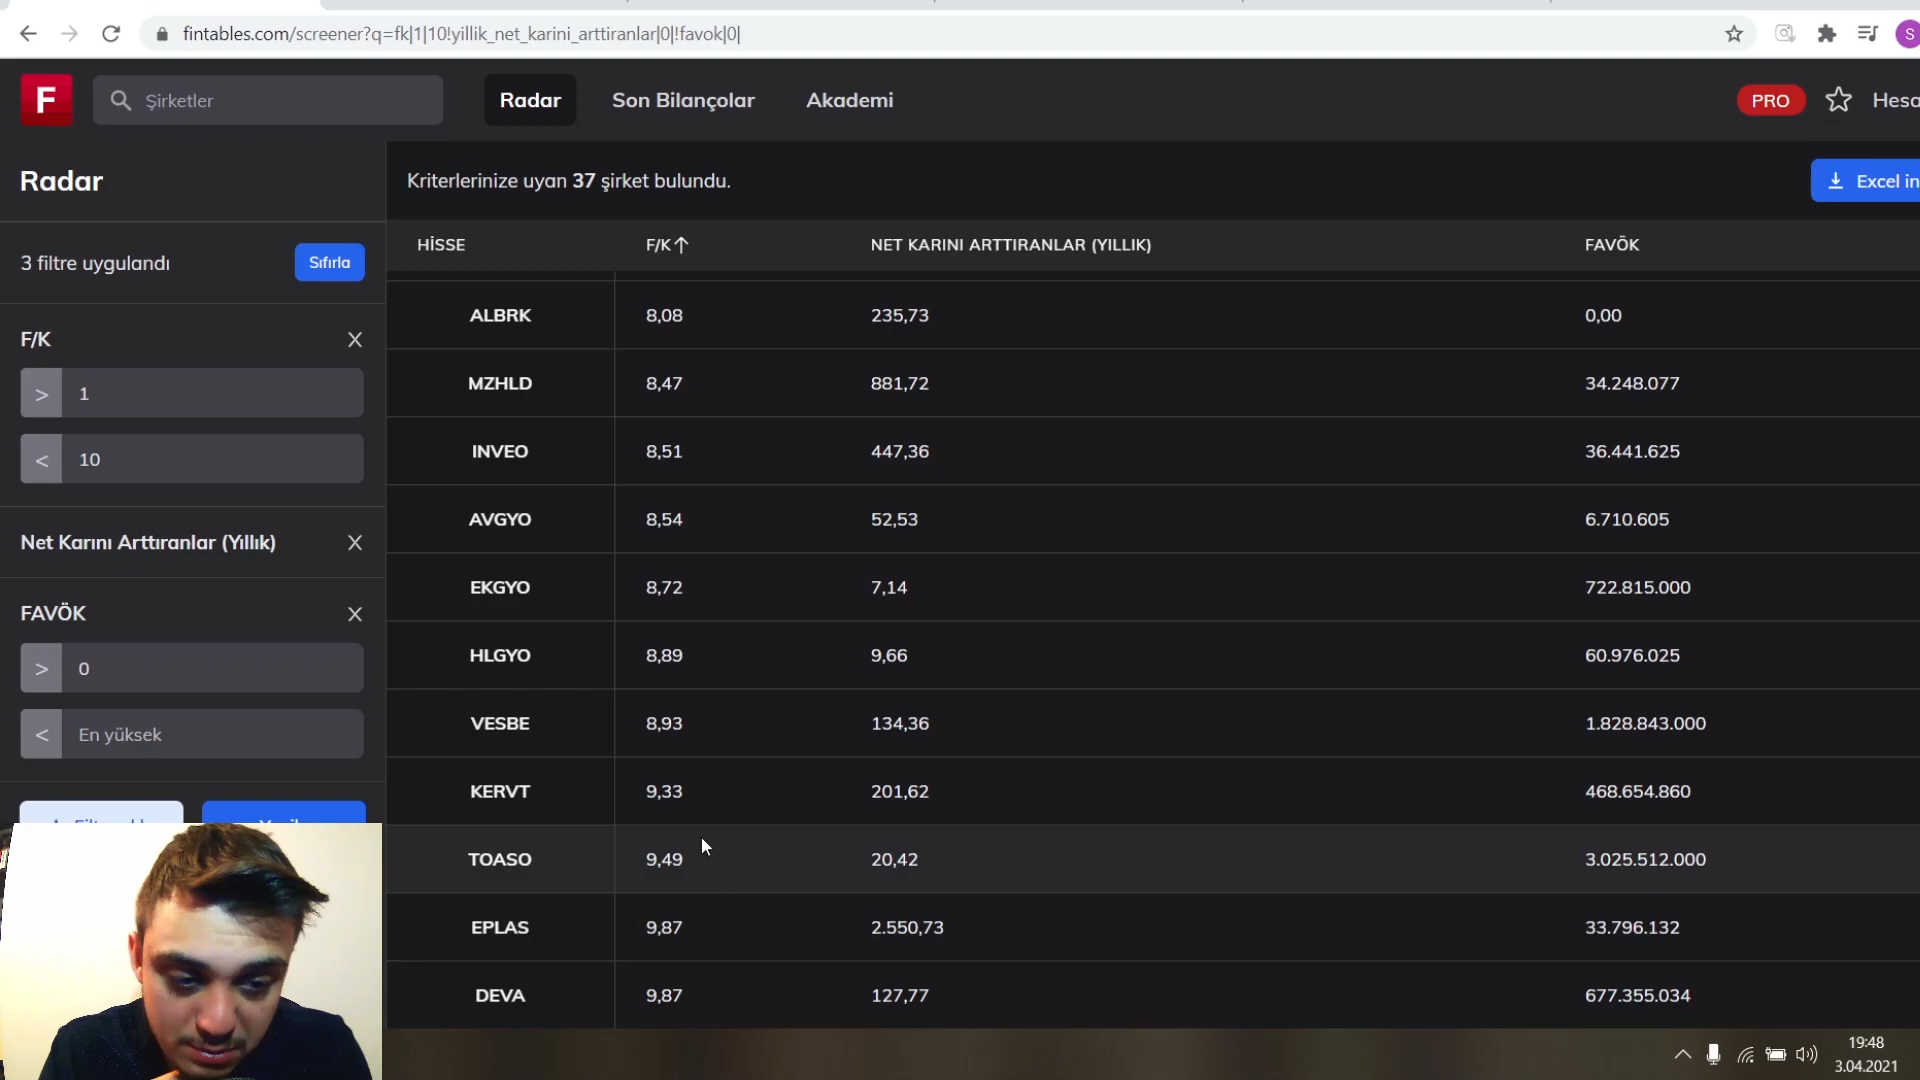 fintables.com/screener?q=fk|1|10!yillik_net_karini_arttiranlar|0|!favok|0|
S
F
Şirketler
Radar
Son Bilançolar
Akademi
PRO
Hesa
Radar
Kriterlerinize uyan 37 şirket bulundu.
Excel in
3 filtre uygulandı
Sıfırla
F/K
> 1
< 10
Net Karını Arttıranlar (Yıllık)
FAVÖK
> 0
< En yüksek
HİSSE F/K NET KARINI ARTTIRANLAR (YILLIK) FAVÖK
ALBRK 8,08 235,73 0,00
MZHLD 8,47 881,72 34.248.077
INVEO 8,51 447,36 36.441.625
AVGYO 8,54 52,53 6.710.605
EKGYO 8,72 7,14 722.815.000
HLGYO 8,89 9,66 60.976.025
VESBE 8,93 134,36 1.828.843.000
KERVT 9,33 201,62 468.654.860
TOASO 9,49 20,42 3.025.512.000
EPLAS 9,87 2.550,73 33.796.132
DEVA 9,87 127,77 677.355.034
19:48
3.04.2021